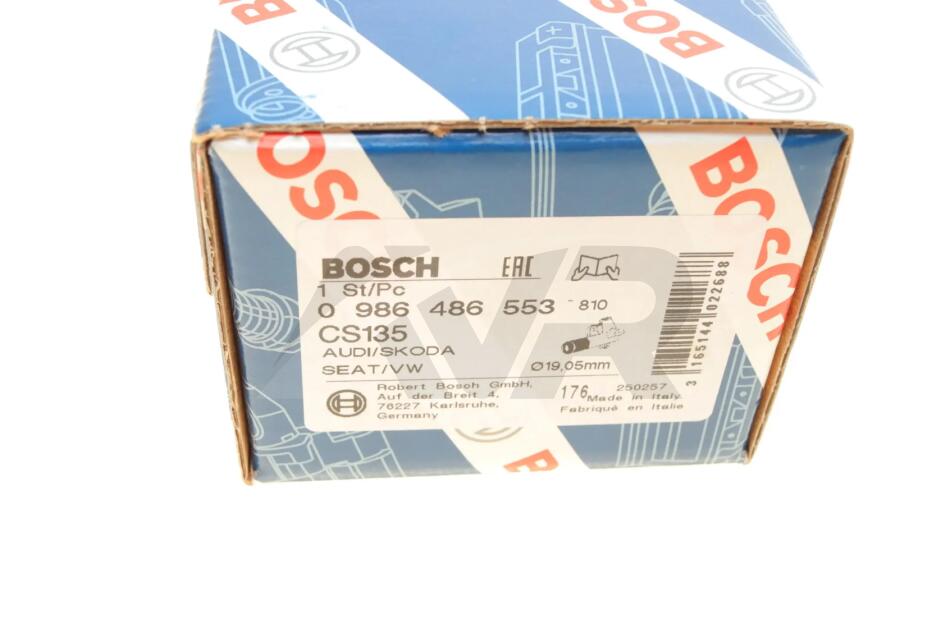 BOSCH
BOSCH
BOSCH
BOSCH EAC
1 St/Pc
0 986 486 553 - 810
CS135
AUDI/SKODA
SEAT/VW Ø19,05mm
Robert Bosch GmbH,
Auf der Breit 4,
76227 Karlsruhe,
Germany
176 250257
Made in Italy
Fabriqué en Italie
3 165144 022688
AVR